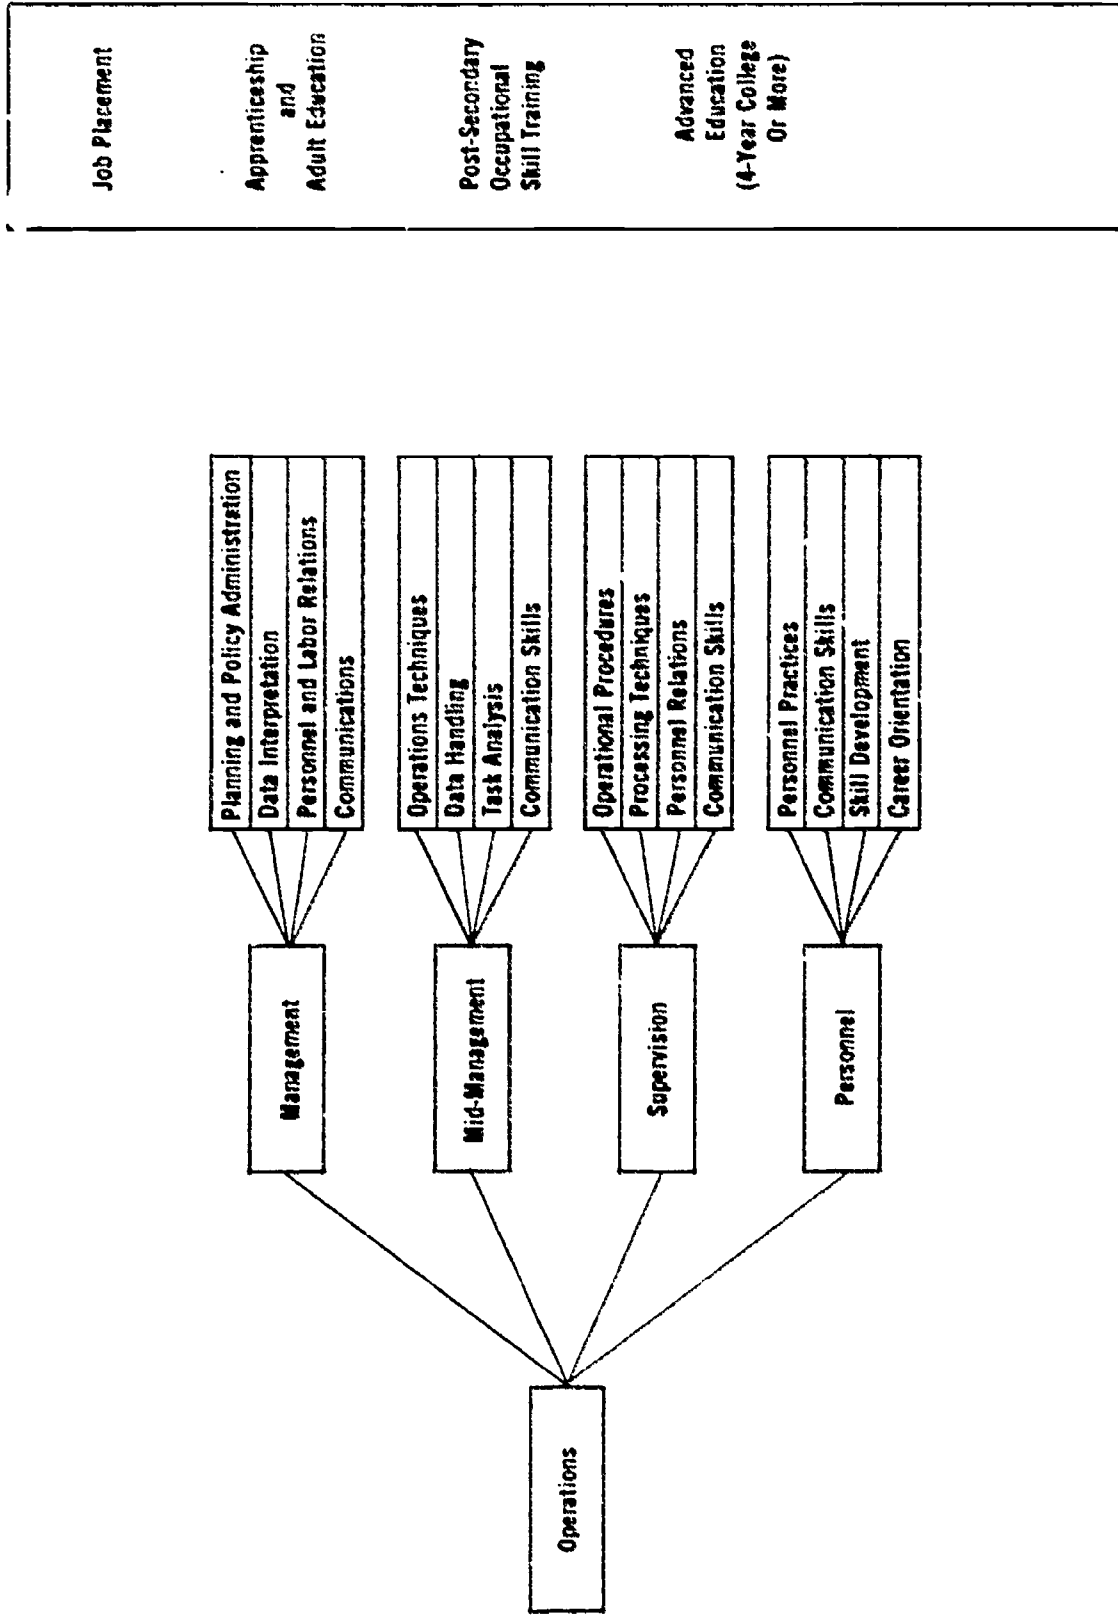 Operations
Management
Planning and Policy Administration
Data Interpretation
Personnel and Labor Relations
Communications
Mid-Management
Operations Techniques
Data Handling
Task Analysis
Communication Skills
Supervision
Operational Procedures
Processing Techniques
Personnel Relations
Communication Skills
Personnel
Personnel Practices
Communication Skills
Skill Development
Career Orientation
Job Placement
Apprenticeship
and
Adult Education
Post-Secondary
Occupational
Skill Training
Advanced
Education
(4-Year College
Or More)